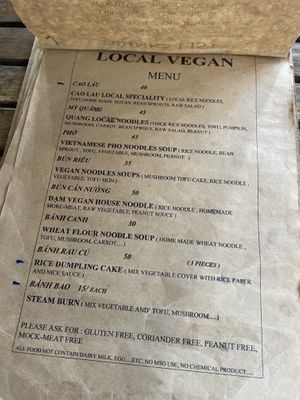 LOCAL VEGAN
MENU
CAO LẦU 40
CAO LAU LOCAL SPECIALITY ( LOCAL RICE NOODLES,
TOFU,HOME MADE SEITAN, BEAN SPROUTS, RAW SALAD )
MỲ QUẢNG 45
QUANG LOCAL NOODLES (THICK RICE NOODLES, TOFU, PUMPKIN,
MUSHROOM, CARROT, BEAN SPROUT, RAW SALAD, PEANUT )
PHỞ 45
VIETNAMESE PHO NOODLES SOUP ( RICE NOODLE, BEAN
SPROUT , TOFU, VEGETABLE, MUSHROOM, PEANUT )
BÚN RIÊU 35
VEGAN NOODLES SOUPS ( MUSHROOM TOFU CAKE, RICE NOODLE ,
VEGETABLE, TOFU SKIN )
BÚN CÁN NƯỚNG 50
DẠM VEGAN HOUSE NOODLE ( RICE NOODLE , HOMEMADE
MOKC-MEAT, RAW VEGETABLE, PEANUT SAUCE )
BÁNH CANH 30
WHEAT FLOUR NOODLE SOUP ( HOME MADE WHEAT NOODLE ,
TOFU, MUSHROOM, CARROT,...)
BÁNH RAU CỦ 50 (3 PIECES )
RICE DUMPLING CAKE ( MIX VEGETABLE COVER WITH RICE PAPER
AND NICE SAUCE )
BÁNH BAO 15/ EACH
STEAM BURN ( MIX VEGETABLE AND' TOFU, MUSHROOM,....)
PLEASE ASK FOR : GLUTEN FREE, CORIANDER FREE, PEANUT FREE,
MOCK-MEAT FREE
ALL FOOD NOT CONTAIN DAIRY MILK, EGG ...ETC, NO MSG USE, NO CHEMICAL PRODUCT....